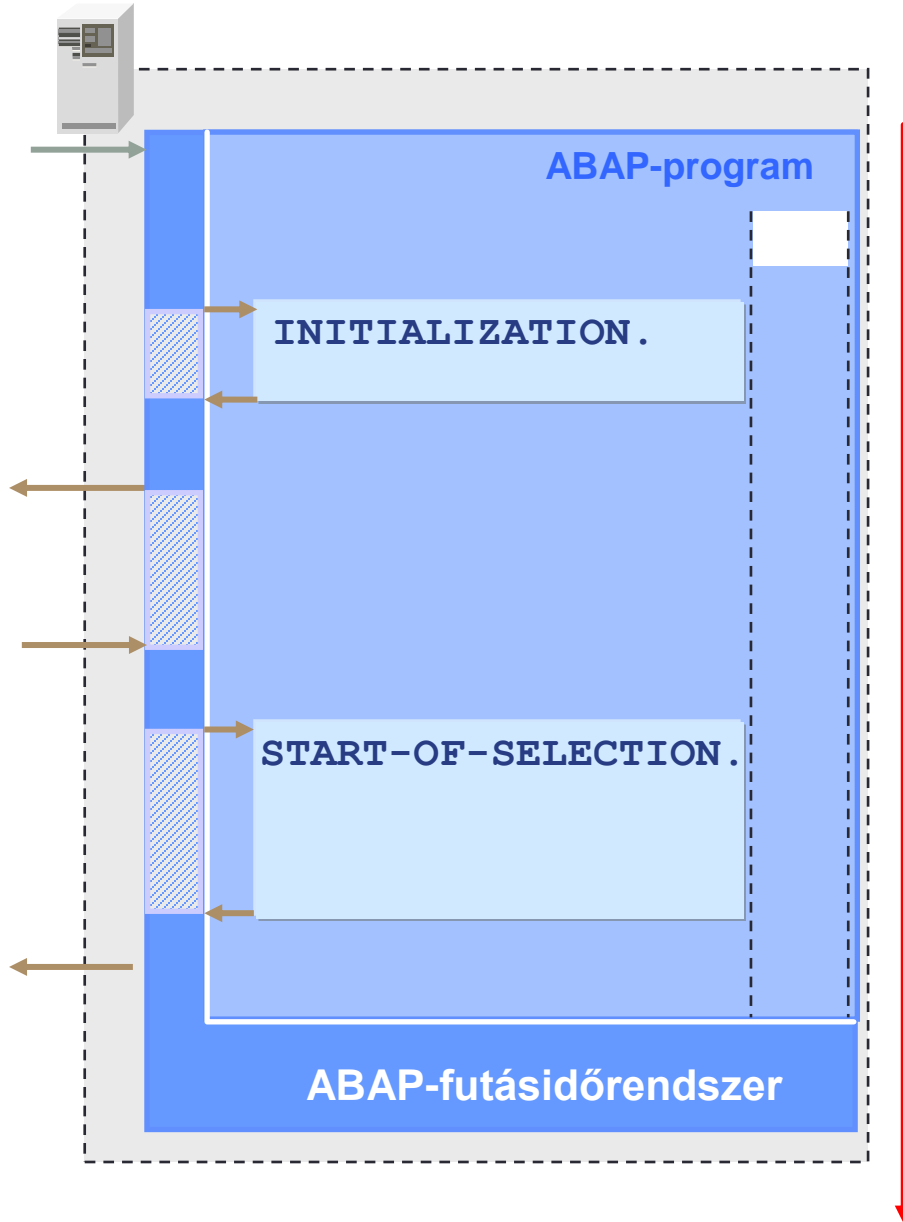 ABAP-program
INITIALIZATION.
START-OF-SELECTION.
ABAP-futásidőrendszer